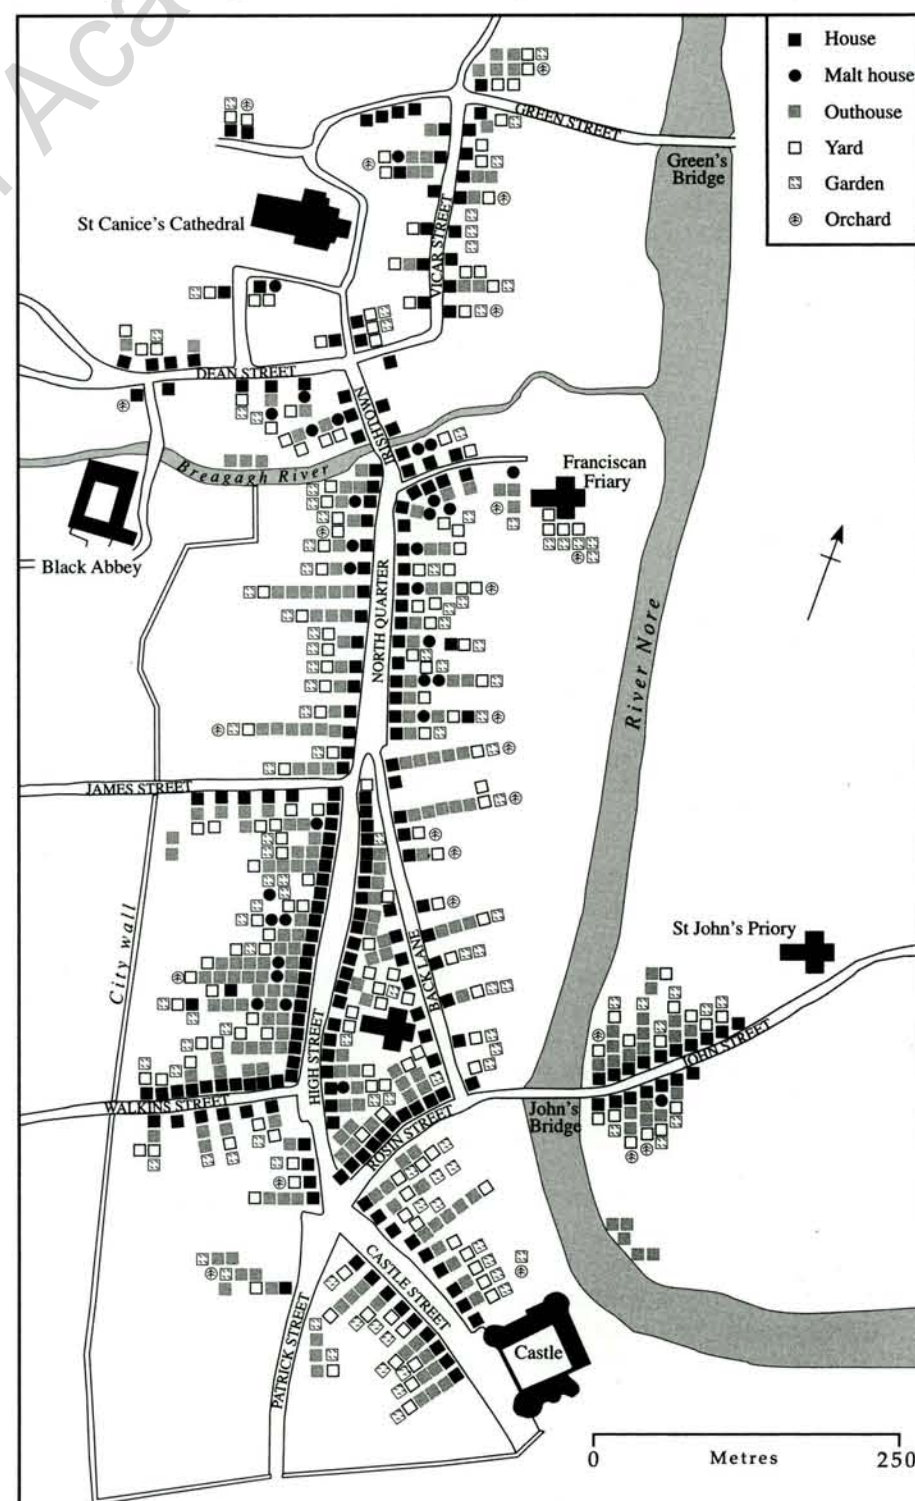 Aca
House
Malt house
Outhouse
Yard
Garden
Orchard
GREEN STREET
Green's
Bridge
St Canice's Cathedral
VICAR STREET
DEAN STREET
IRISHTOWN
Breagagh River
Franciscan
Friary
Black Abbey
NORTH QUARTER
River Nore
JAMES STREET
City wall
St John's Priory
BACK LANE
HIGH STREET
JOHN STREET
WALKINS STREET
John's
Bridge
ROSIN STREET
CASTLE STREET
PATRICK STREET
Castle
0 Metres 250